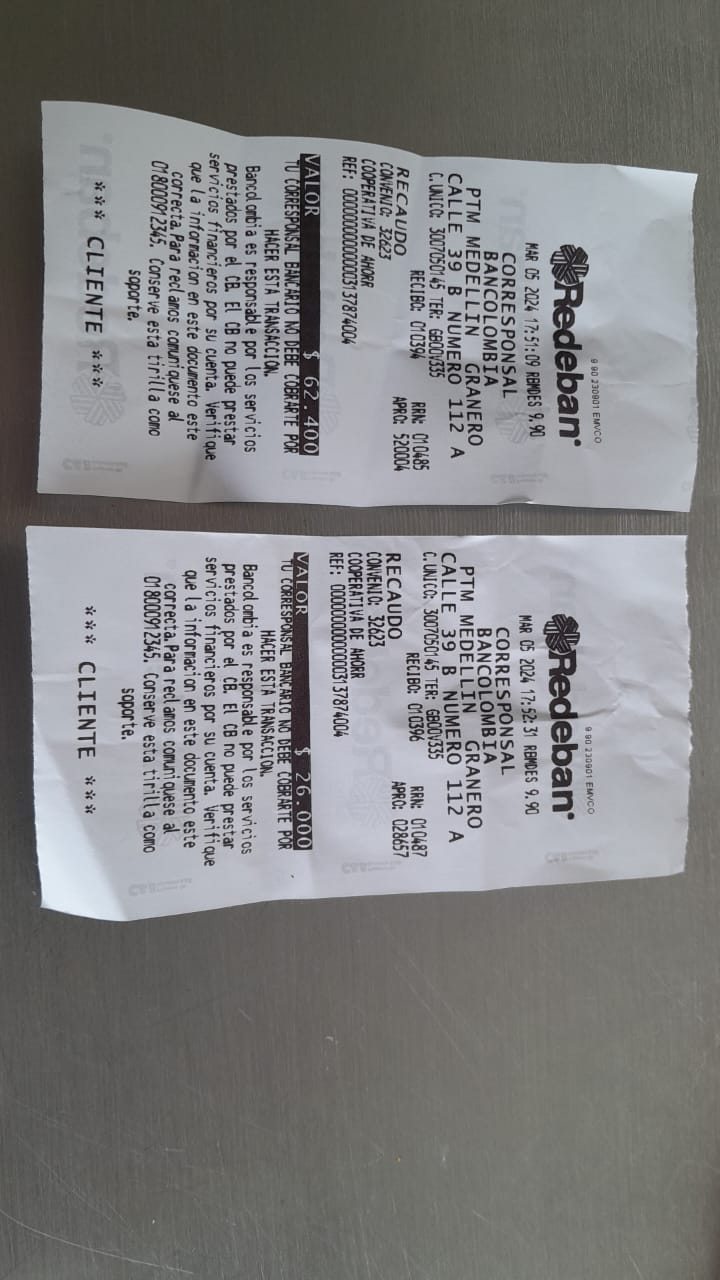 9 90 230901 EMVCO
Redeban
MAR 05 2024 17:51:09 RBMDES 9.90
CORRESPONSAL
BANCOLOMBIA
PTM MEDELLIN GRANERO
CALLE 39 B NUMERO 112 A
C.UNICO: 3007050145 TER: GB00V335
RECIBO: 010394 RRN: 010485
RECAUDO APRO: 520004
CONVENIO: 32623
COOPERATIVA DE AHORR
REF: 0000000000003137874004
VALOR $ 62.400
TU CORRESPONSAL BANCARIO NO DEBE COBRARTE POR
HACER ESTA TRANSACCION.
Bancolombia es responsable por los servicios
prestados por el CB. El CB no puede prestar
servicios financieros por su cuenta. Verifique
que la informacion en este documento este
correcta.Para reclamos comuniquese al
018000912345. Conserve esta tirilla como
soporte.
*** CLIENTE ***
9 90 230901 EMVCO
Redeban
MAR 05 2024 17:52:31 RBMDES 9.90
CORRESPONSAL
BANCOLOMBIA
PTM MEDELLIN GRANERO
CALLE 39 B NUMERO 112 A
C.UNICO: 3007050145 TER: GB00V335
RECIBO: 010396 RRN: 010487
RECAUDO APRO: 028657
CONVENIO: 32623
COOPERATIVA DE AHORR
REF: 0000000000003137874004
VALOR $ 26.000
TU CORRESPONSAL BANCARIO NO DEBE COBRARTE POR
HACER ESTA TRANSACCION.
Bancolombia es responsable por los servicios
prestados por el CB. El CB no puede prestar
servicios financieros por su cuenta. Verifique
que la informacion en este documento este
correcta.Para reclamos comuniquese al
018000912345. Conserve esta tirilla como
soporte.
*** CLIENTE ***